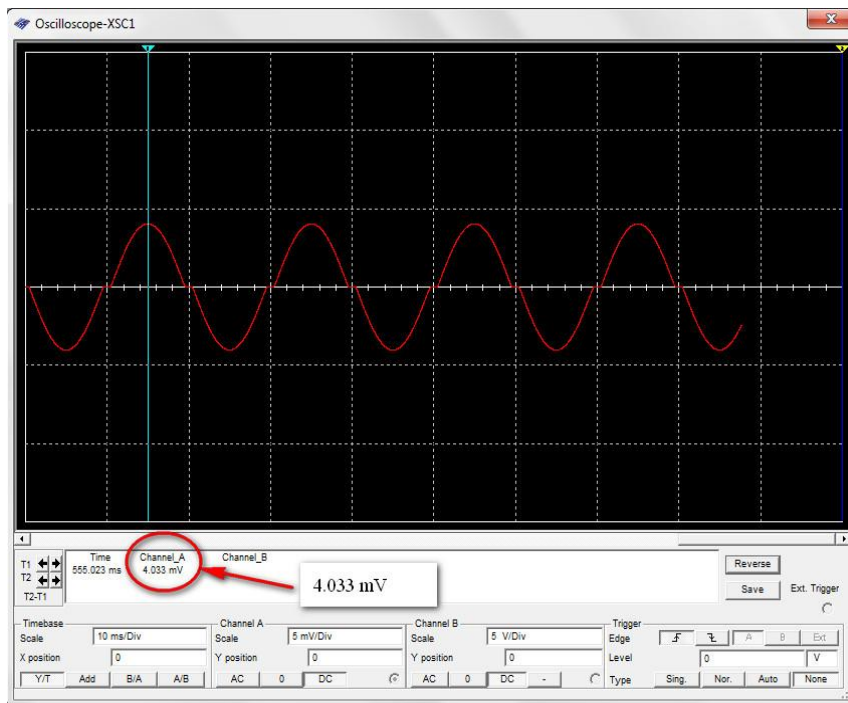 Oscilloscope-XSC1
x
1
1
T1
T2
T2-T1
Time Channel_A Channel_B
555.023 ms 4.033 mV
4.033 mV
Reverse
Save
Ext. Trigger
Timebase
Scale 10 ms/Div
X position 0
Y/T Add B/A A/B
Channel A
Scale 5 mV/Div
Y position 0
AC 0 DC
Channel B
Scale 5 V/Div
Y position 0
AC 0 DC -
Trigger
Edge A B Ext
Level 0 V
Type Sing. Nor. Auto None